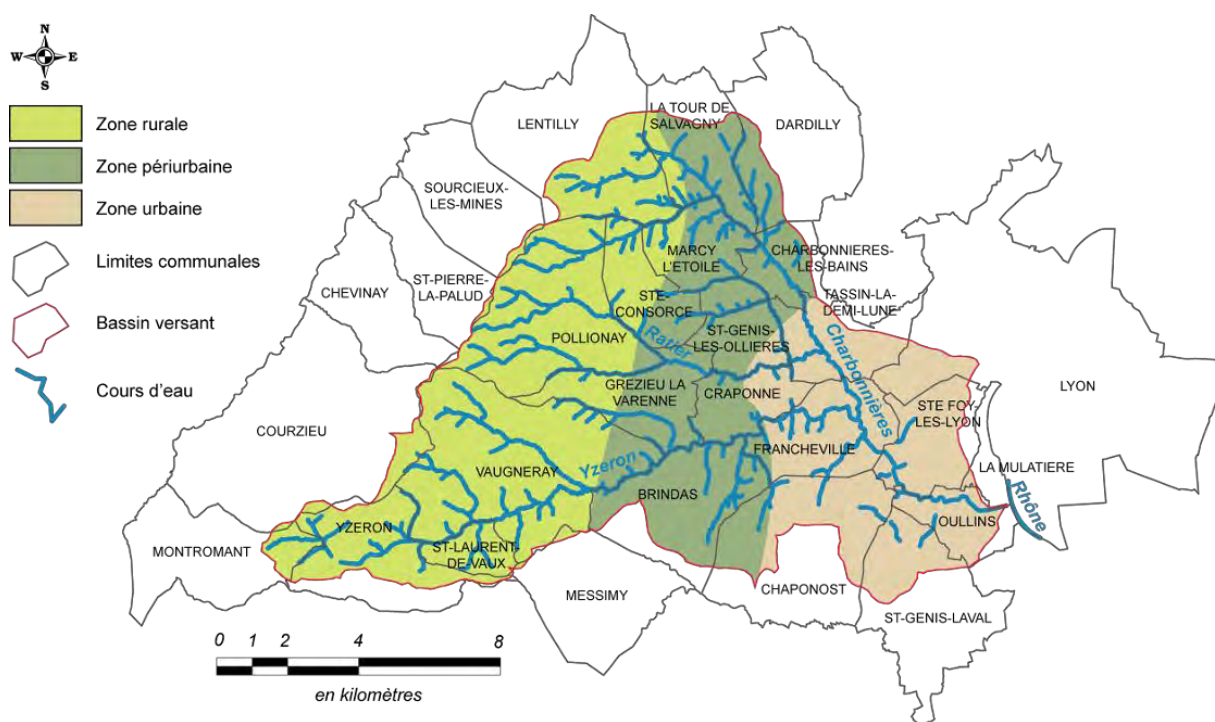 N
W E
S
Zone rurale
Zone périurbaine
Zone urbaine
Limites communales
Bassin versant
Cours d'eau
LENTILLY
LA TOUR DE
SALVAGNY
DARDILLY
SOURCIEUX-
LES-MINES
MARCY
L'ETOILE
CHARBONNIERES-
LES-BAINS
ST-PIERRE-
LA-PALUD
CHEVINAY
STE-
CONSORCE
TASSIN-LA-
DEMI-LUNE
POLLIONAY
Ratier
ST-GENIS-
LES-OLLIERES
Charbonnières
LYON
GREZIEU LA
VARENNE
CRAPONNE
STE FOY-
LES-LYON
COURZIEU
FRANCHEVILLE
VAUGNERAY
Yzeron
LA MULATIERE
BRINDAS
Rhône
YZERON
OULLINS
MONTROMANT
ST-LAURENT-
DE-VAUX
MESSIMY
CHAPONOST
ST-GENIS-LAVAL
0 1 2 4 8
en kilomètres